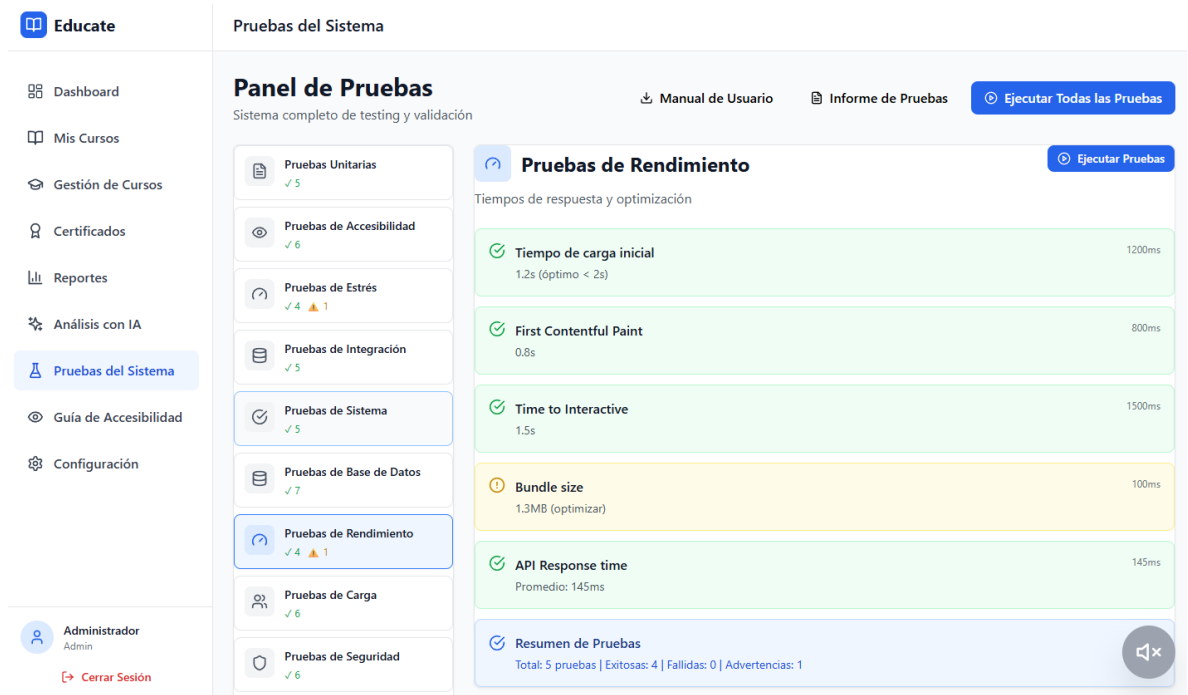 Educate
Pruebas del Sistema
Dashboard
Mis Cursos
Gestión de Cursos
Certificados
Reportes
Análisis con IA
Pruebas del Sistema
Guía de Accesibilidad
Configuración
Administrador
Admin
Cerrar Sesión
Panel de Pruebas
Sistema completo de testing y validación
Manual de Usuario
Informe de Pruebas
Ejecutar Todas las Pruebas
Pruebas Unitarias
✓ 5
Pruebas de Accesibilidad
✓ 6
Pruebas de Estrés
✓ 4 ⚠ 1
Pruebas de Integración
✓ 5
Pruebas de Sistema
✓ 5
Pruebas de Base de Datos
✓ 7
Pruebas de Rendimiento
✓ 4 ⚠ 1
Pruebas de Carga
✓ 6
Pruebas de Seguridad
✓ 6
Pruebas de Rendimiento
Ejecutar Pruebas
Tiempos de respuesta y optimización
Tiempo de carga inicial 1200ms
1.2s (óptimo < 2s)
First Contentful Paint 800ms
0.8s
Time to Interactive 1500ms
1.5s
Bundle size 100ms
1.3MB (optimizar)
API Response time 145ms
Promedio: 145ms
Resumen de Pruebas
Total: 5 pruebas | Exitosas: 4 | Fallidas: 0 | Advertencias: 1